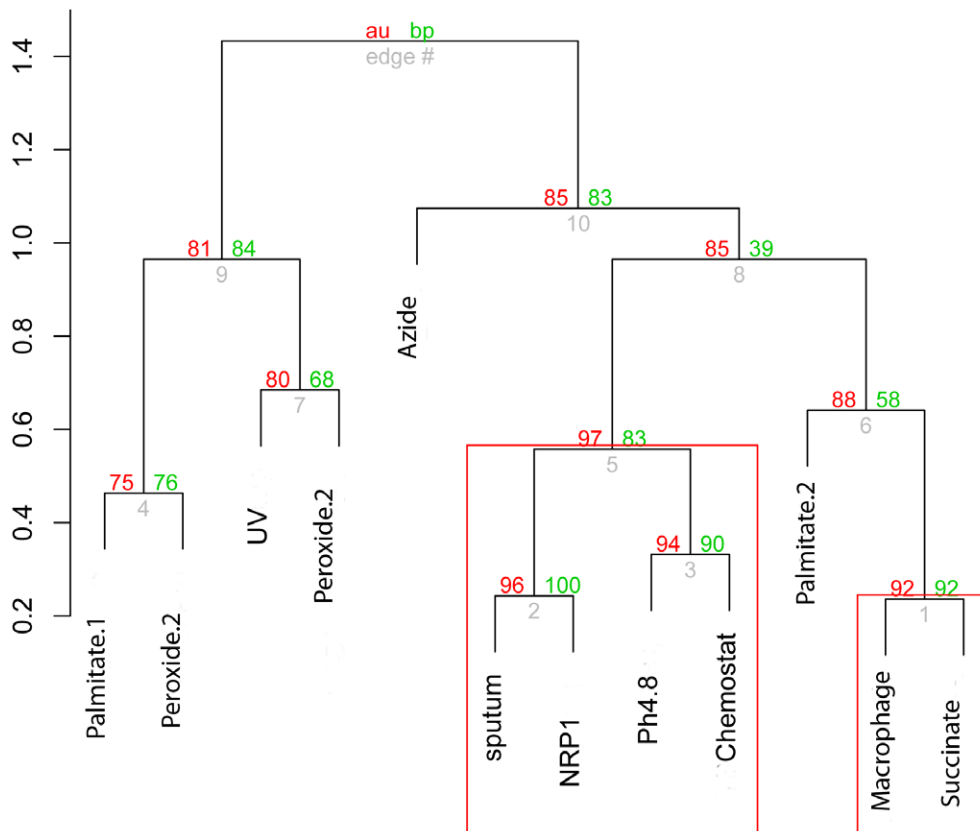 au bp
edge #
1.4
1.2
1.0
0.8
0.6
0.4
0.2
85 83
10
81 84
9
85 39
8
Azide
80 68
7
88 58
6
97 83
5
75 76
4
UV
Peroxide.2
94 90
3
Palmitate.2
96 100
2
92 92
1
Palmitate.1
Peroxide.2
sputum
NRP1
Ph4.8
Chemostat
Macrophage
Succinate